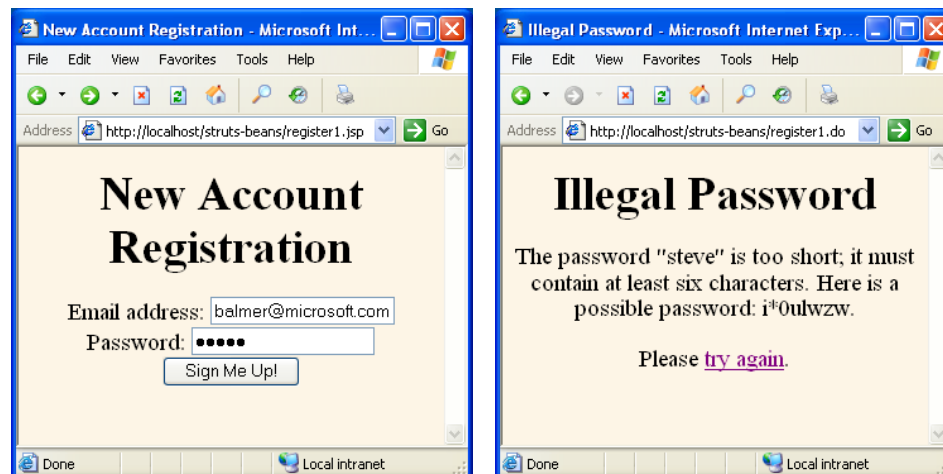 New Account Registration - Microsoft Int...
File Edit View Favorites Tools Help
Address http://localhost/struts-beans/register1.jsp Go
New Account
Registration
Email address: balmer@microsoft.com
Password: •••••
Sign Me Up!
Done Local intranet
Illegal Password - Microsoft Internet Exp...
File Edit View Favorites Tools Help
Address http://localhost/struts-beans/register1.do Go
Illegal Password
The password "steve" is too short; it must
contain at least six characters. Here is a
possible password: i*0ulwzw.
Please try again.
Done Local intranet